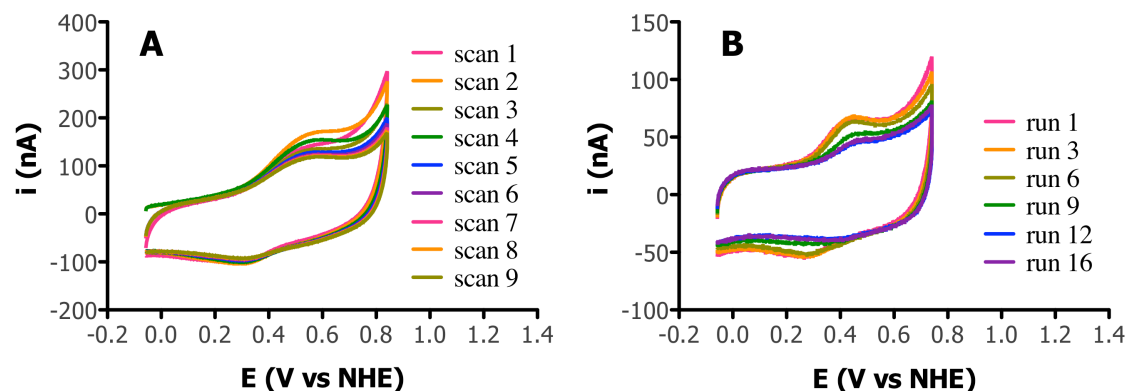 A
400
300
200
100
0
-100
-200
i (nA)
-0.2 0.0 0.2 0.4 0.6 0.8 1.0 1.2 1.4
E (V vs NHE)
scan 1
scan 2
scan 3
scan 4
scan 5
scan 6
scan 7
scan 8
scan 9
B
150
100
50
0
-50
-100
i (nA)
-0.2 0.0 0.2 0.4 0.6 0.8 1.0 1.2 1.4
E (V vs NHE)
run 1
run 3
run 6
run 9
run 12
run 16